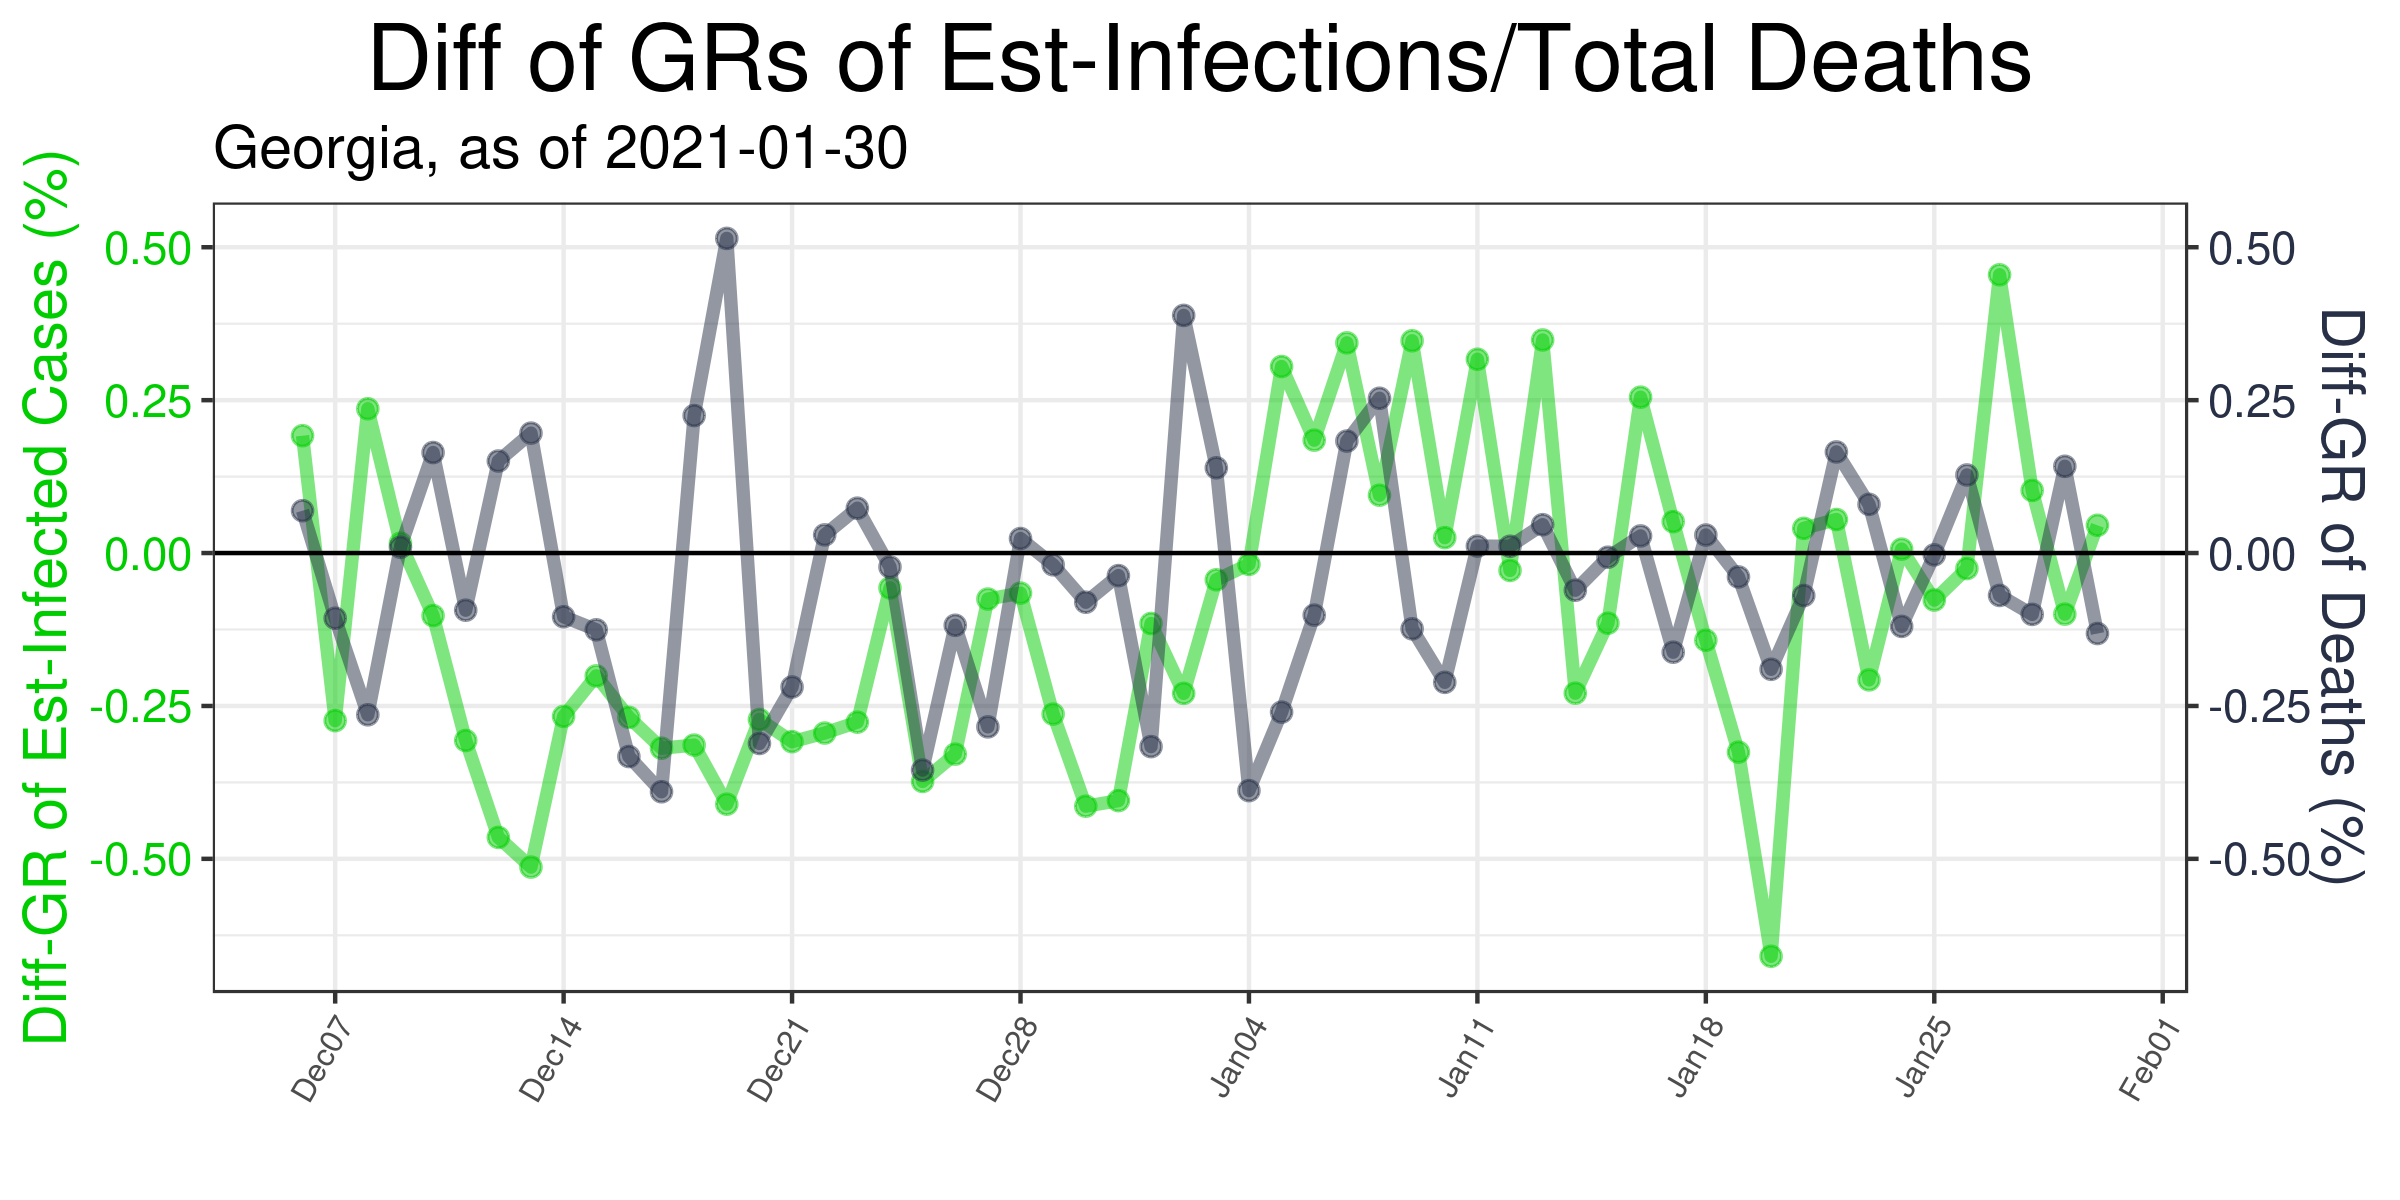 Diff of GRs of Est-Infections/Total Deaths
Georgia, as of 2021-01-30
Diff-GR of Est-Infected Cases (%)
0.50
0.25
0.00
-0.25
-0.50
0.50
0.25
0.00
-0.25
-0.50
Diff-GR of Deaths (%)
Dec07 Dec14 Dec21 Dec28 Jan04 Jan11 Jan18 Jan25 Feb01